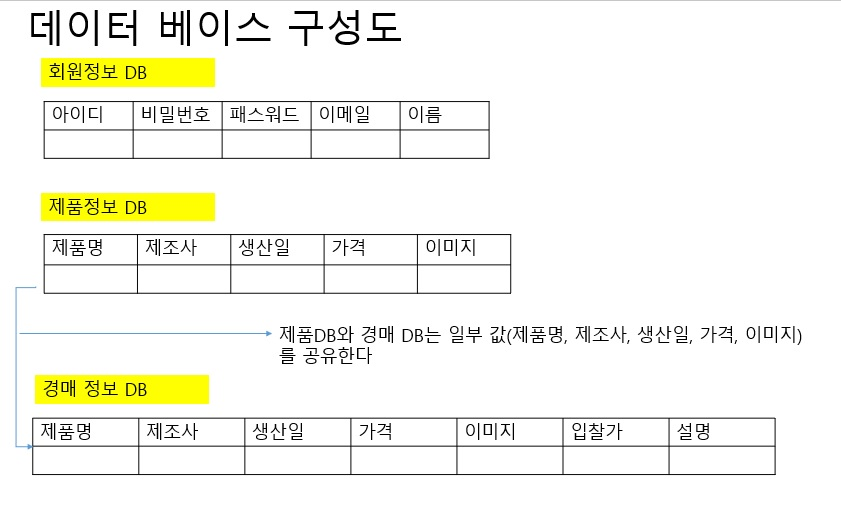 데이터 베이스 구성도
회원정보 DB
아이디 비밀번호 패스워드 이메일 이름
제품정보 DB
제품명 제조사 생산일 가격 이미지
제품DB와 경매 DB는 일부 값(제품명, 제조사, 생산일, 가격, 이미지)
를 공유한다
경매 정보 DB
제품명 제조사 생산일 가격 이미지 입찰가 설명